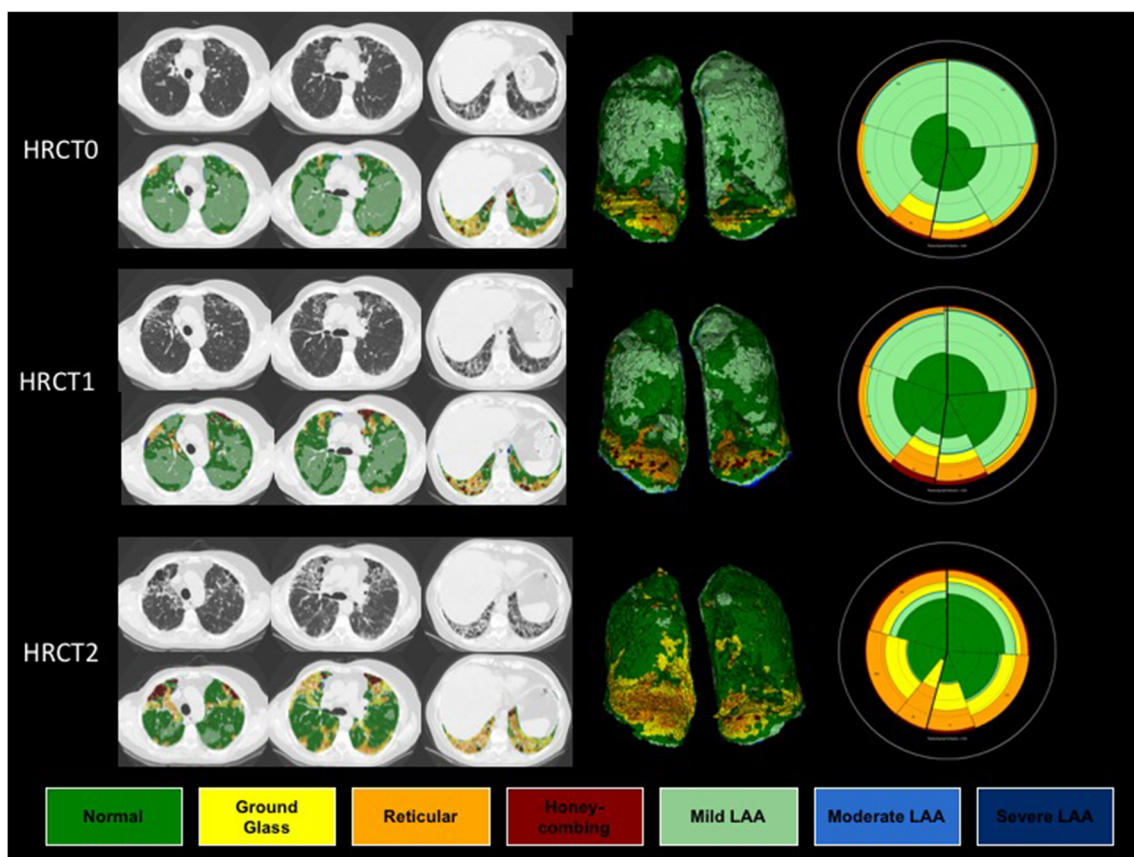 HRCT0
HRCT1
HRCT2
Normal
Ground
Glass
Reticular
Honey-
combing
Mild LAA
Moderate LAA
Severe LAA